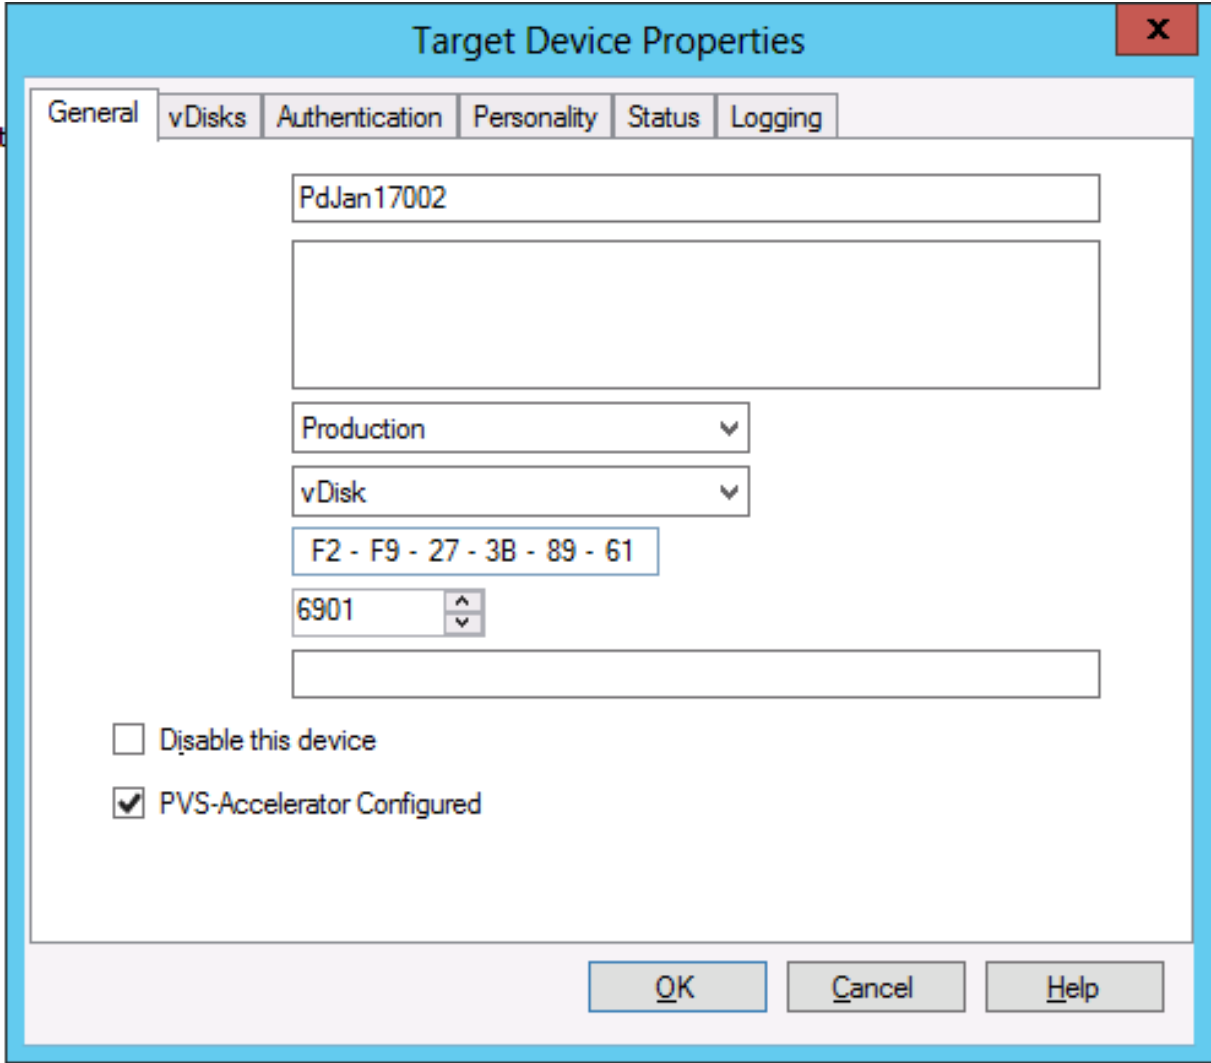 Target Device Properties
x
General vDisks Authentication Personality Status Logging
t
PdJan17002
Production
vDisk
F2 - F9 - 27 - 3B - 89 - 61
6901
Disable this device
PVS-Accelerator Configured
OK Cancel Help